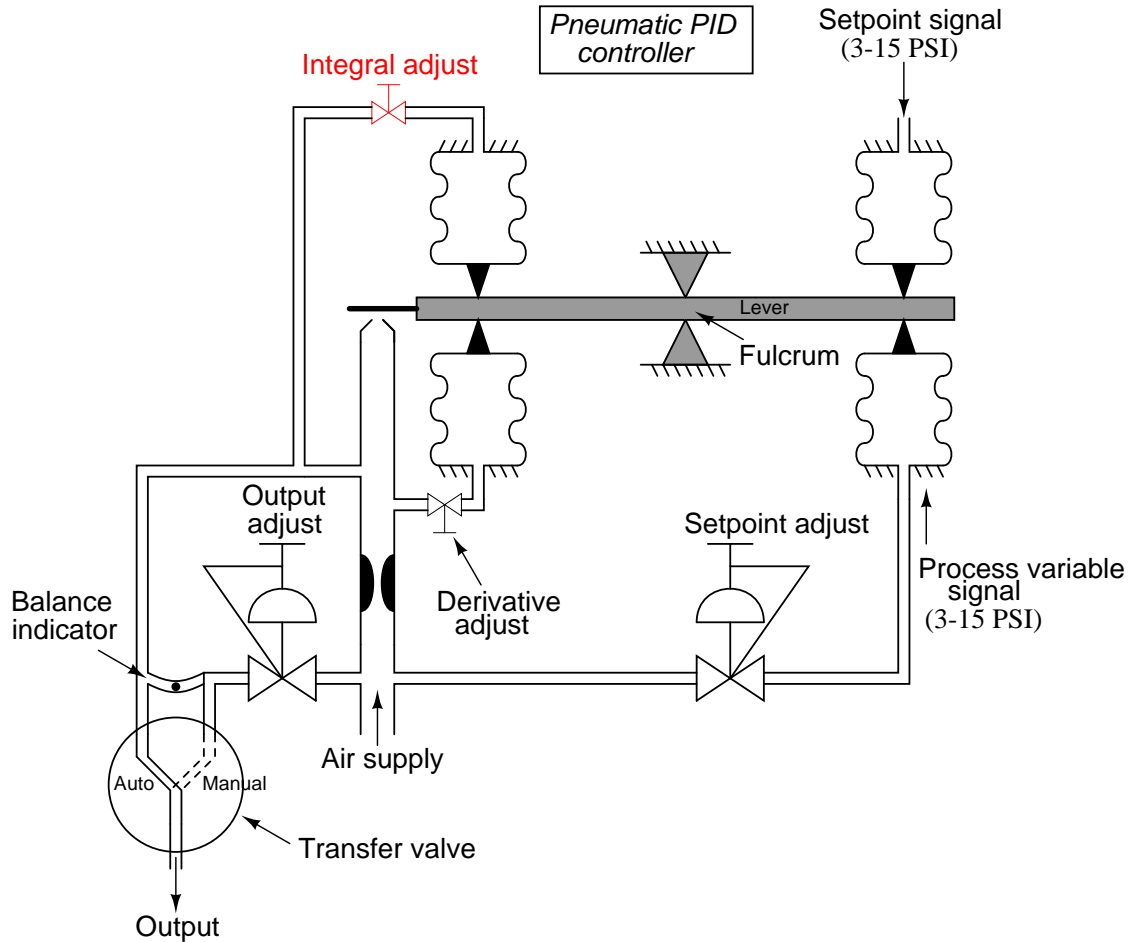 Pneumatic PID
controller
Setpoint signal
(3-15 PSI)
Integral adjust
Lever
Fulcrum
Output
adjust
Setpoint adjust
Process variable
signal
(3-15 PSI)
Derivative
adjust
Balance
indicator
Air supply
Auto
Manual
Transfer valve
Output